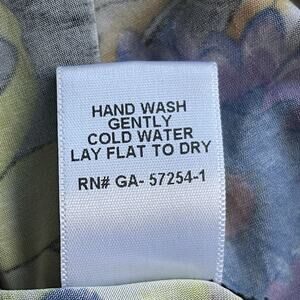 HAND WASH
GENTLY
COLD WATER
LAY FLAT TO DRY
RN# GA- 57254-1